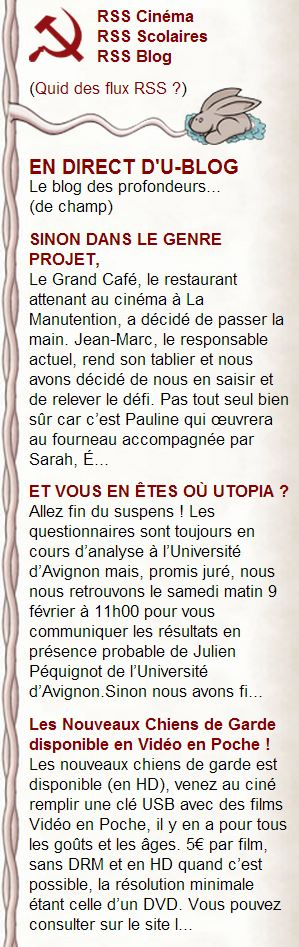 RSS Cinéma
RSS Scolaires
RSS Blog
(Quid des flux RSS ?)
EN DIRECT D'U-BLOG
Le blog des profondeurs...
(de champ)
SINON DANS LE GENRE
PROJET,
Le Grand Café, le restaurant
attenant au cinéma à La
Manutention, a décidé de passer la
main. Jean-Marc, le responsable
actuel, rend son tablier et nous
avons décidé de nous en saisir et
de relever le défi. Pas tout seul bien
sûr car c’est Pauline qui œuvrera
au fourneau accompagnée par
Sarah, É...
ET VOUS EN ÊTES OÙ UTOPIA ?
Allez fin du suspens ! Les
questionnaires sont toujours en
cours d’analyse à l’Université
d’Avignon mais, promis juré, nous
nous retrouvons le samedi matin 9
février à 11h00 pour vous
communiquer les résultats en
présence probable de Julien
Péquignot de l’Université
d’Avignon.Sinon nous avons fi...
Les Nouveaux Chiens de Garde
disponible en Vidéo en Poche !
Les nouveaux chiens de garde est
disponible (en HD), venez au ciné
remplir une clé USB avec des films
Vidéo en Poche, il y en a pour tous
les goûts et les âges. 5€ par film,
sans DRM et en HD quand c’est
possible, la résolution minimale
étant celle d’un DVD. Vous pouvez
consulter sur le site l...